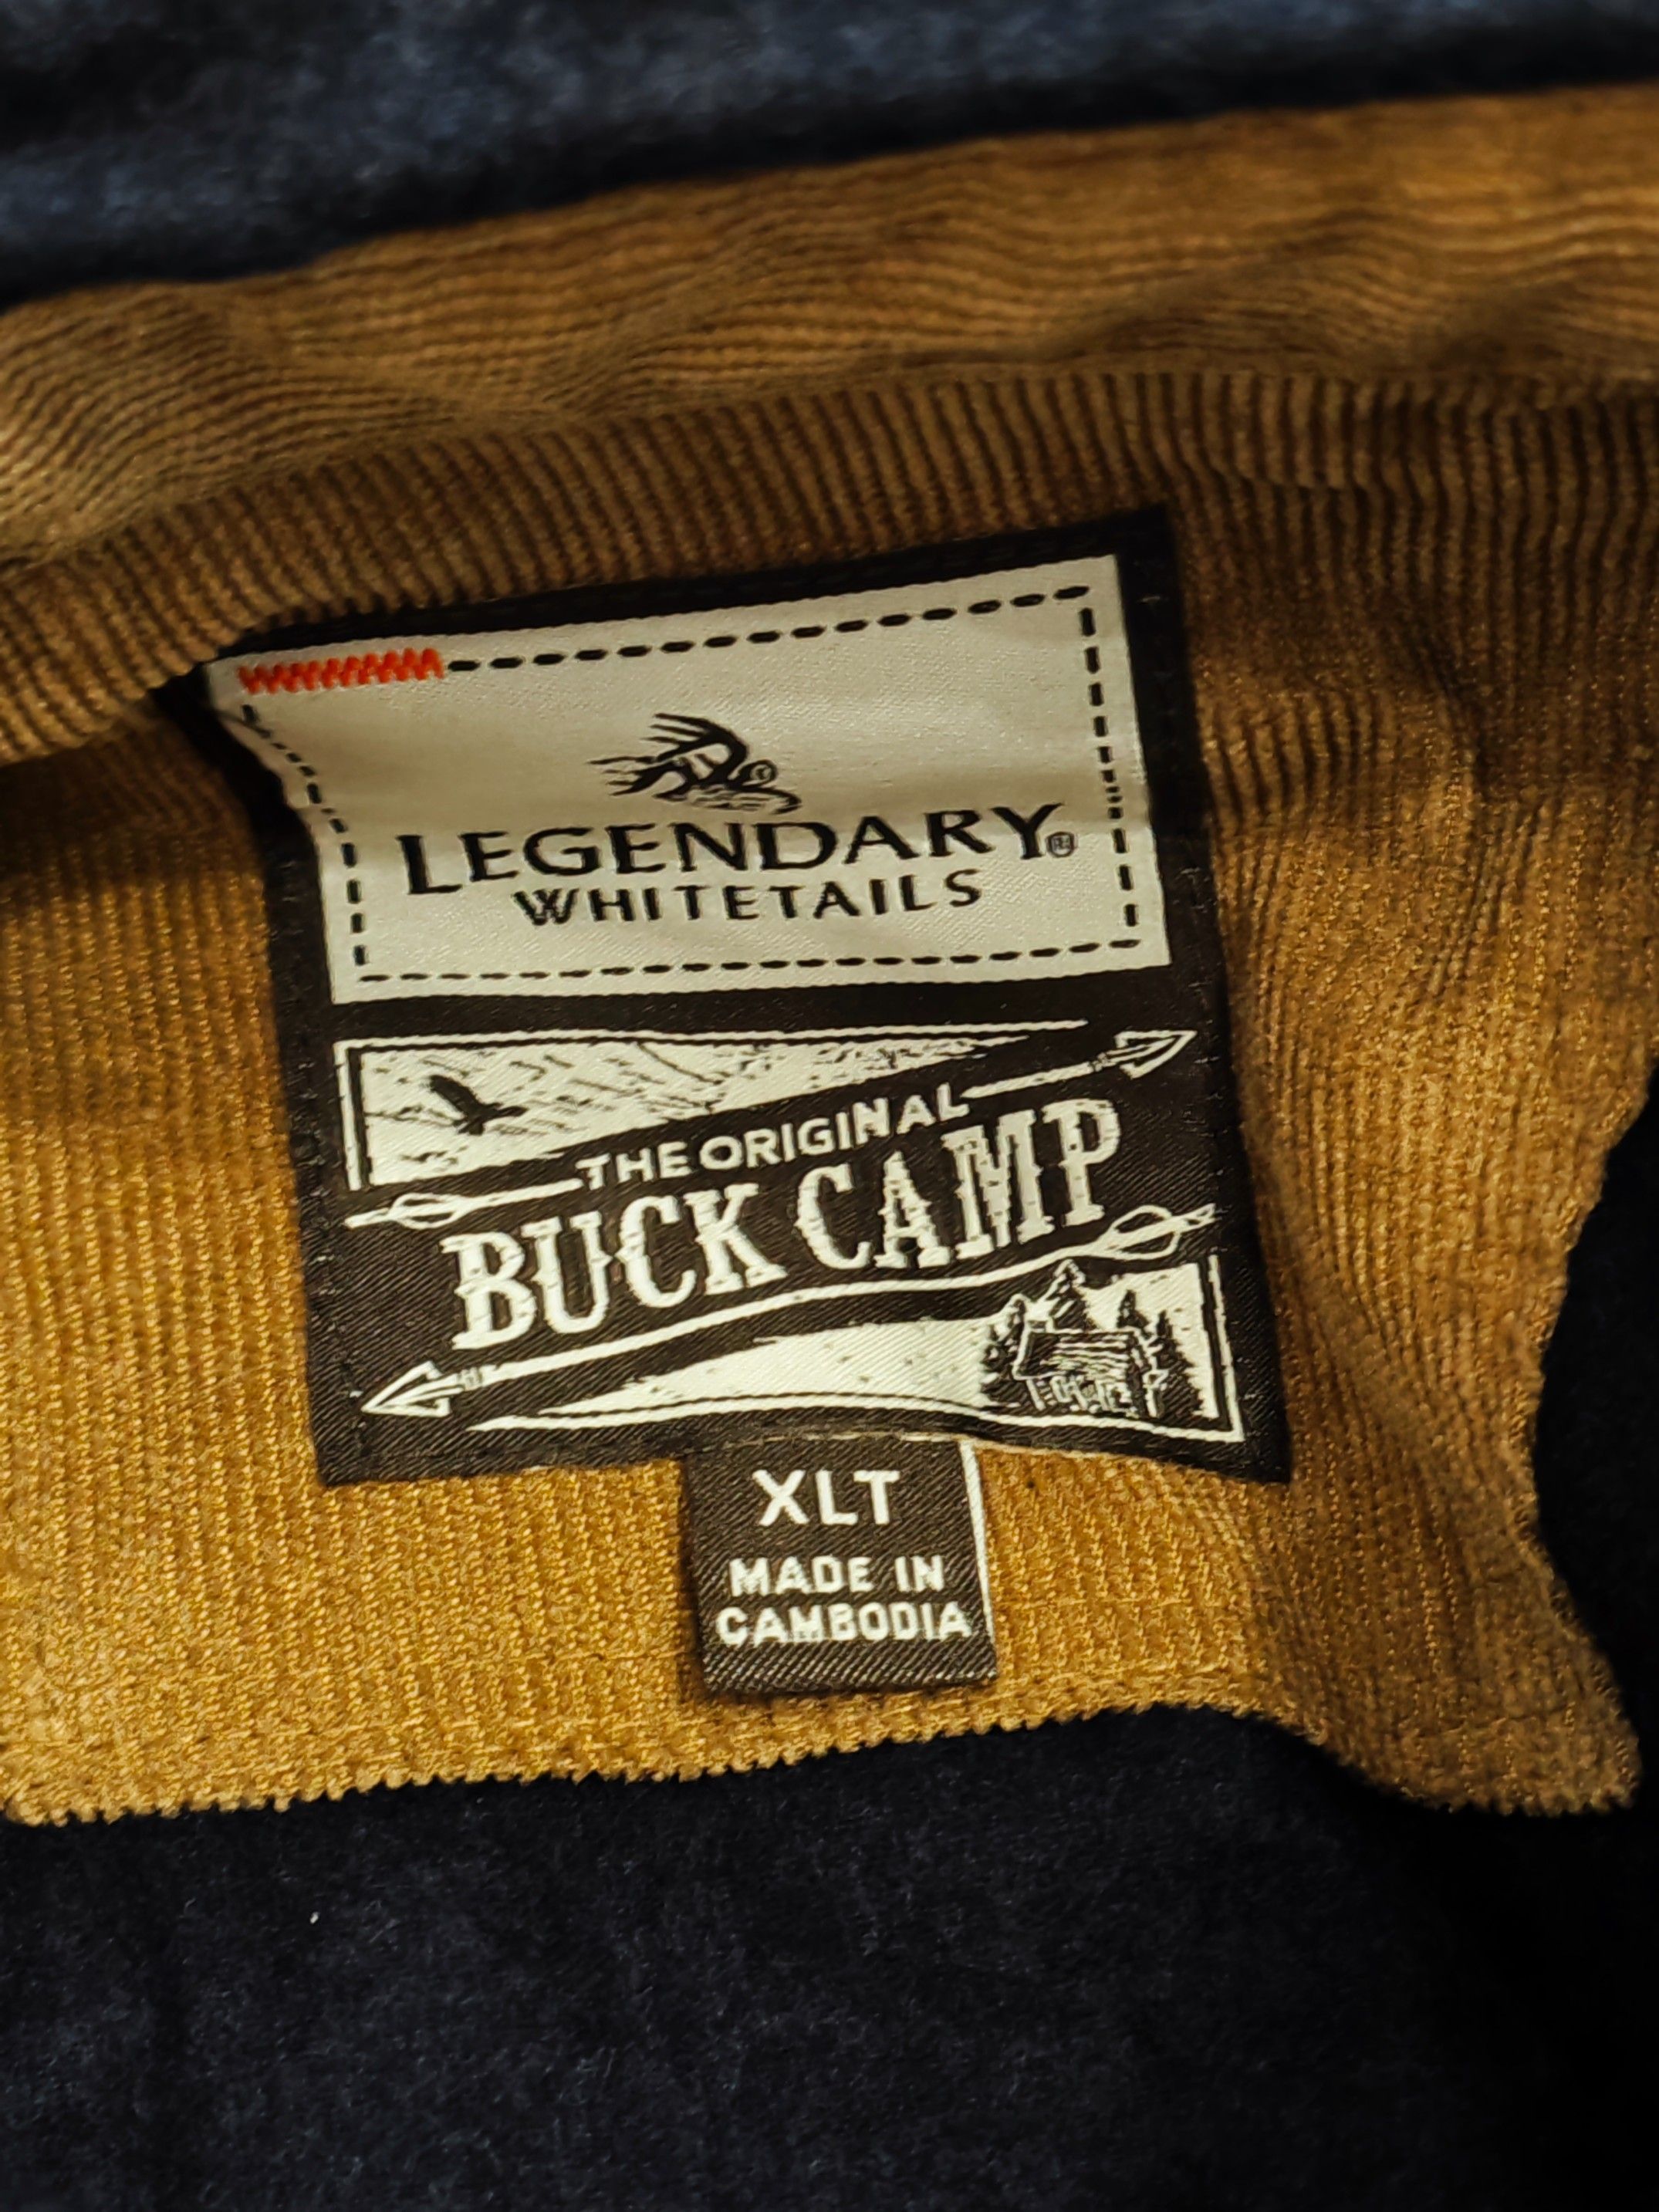 LEGENDARY®
WHITETAILS
THE ORIGINAL
BUCK CAMP
XLT
MADE IN
CAMBODIA